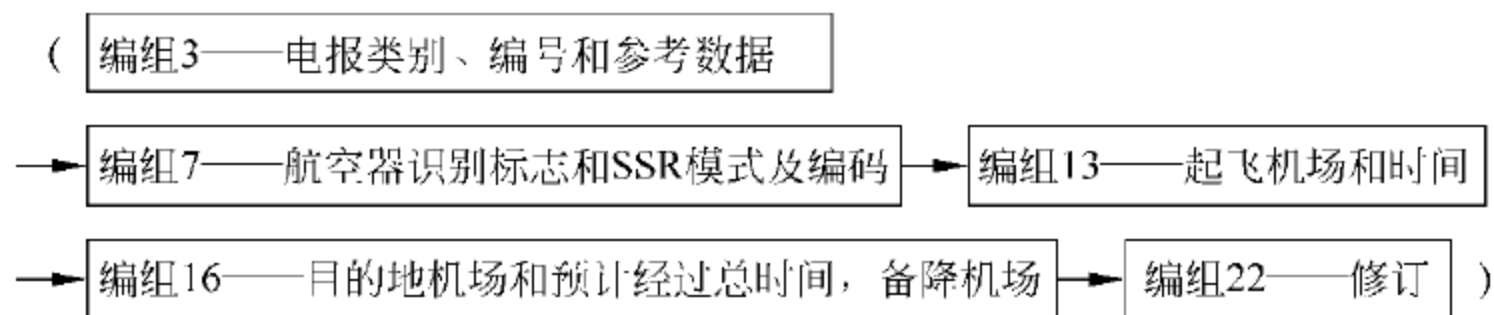 ( 编组3——电报类别、编号和参考数据
编组7——航空器识别标志和SSR模式及编码 编组13——起飞机场和时间
编组16——目的地机场和预计经过总时间，备降机场 编组22——修订 )